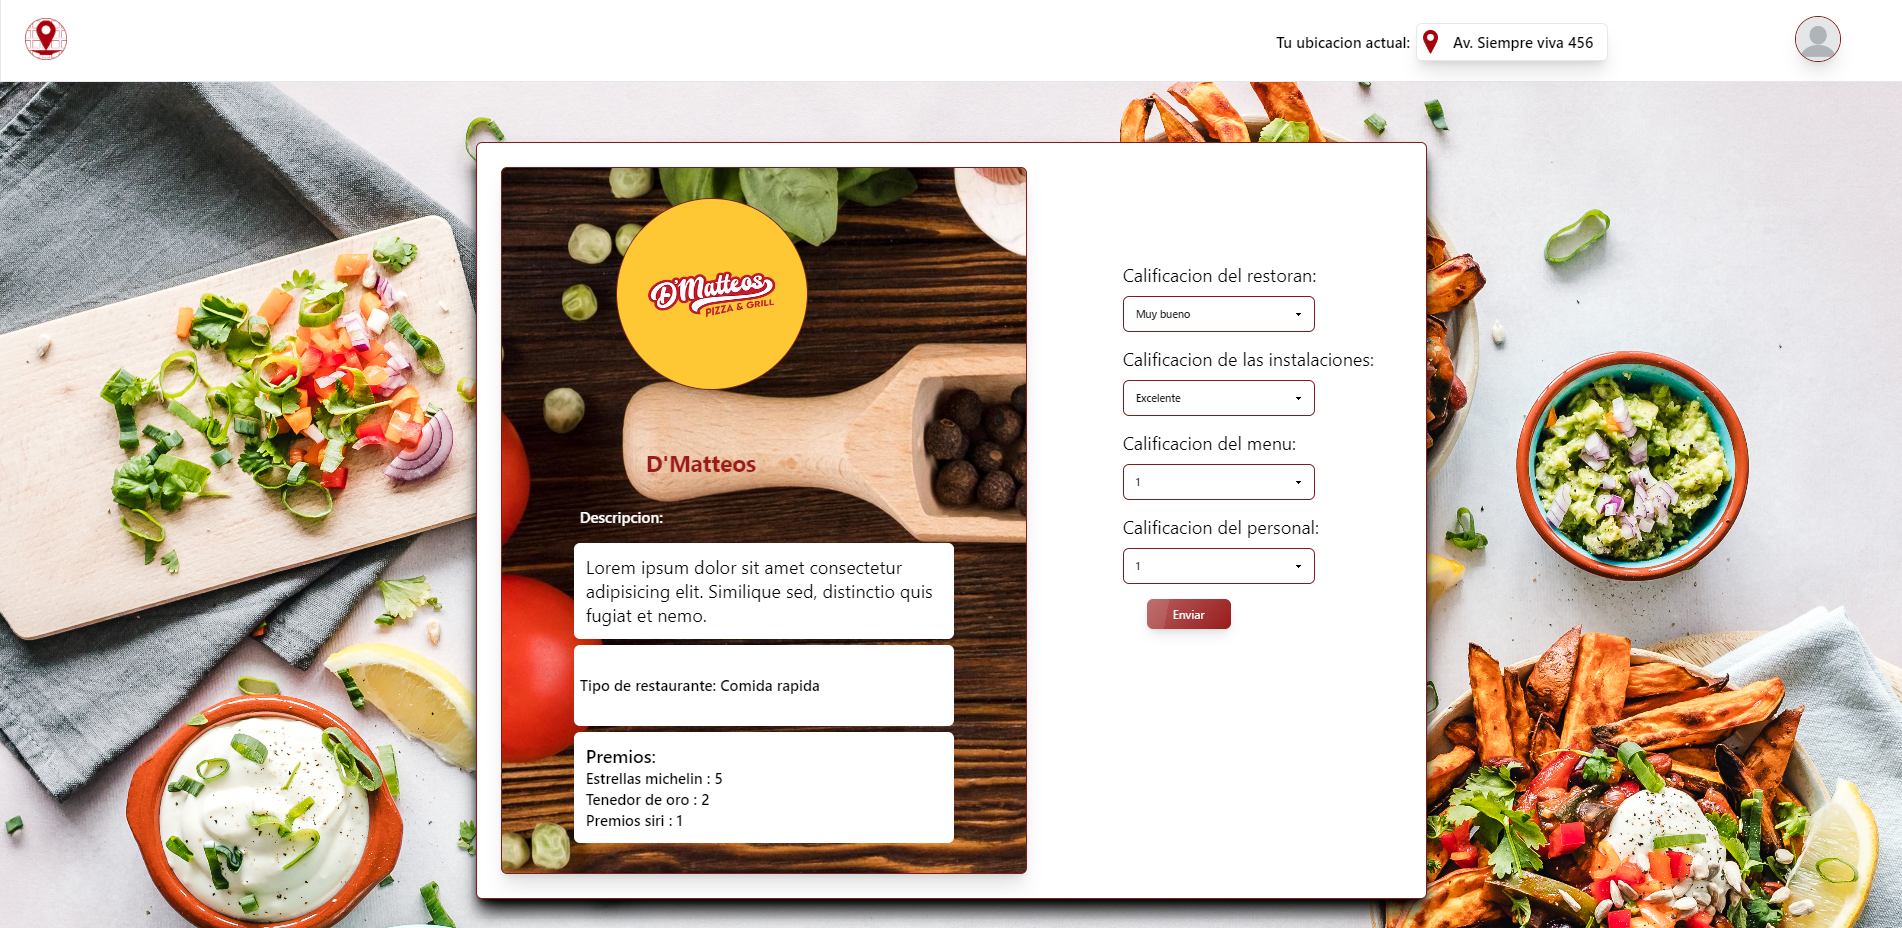 Tu ubicacion actual: Av. Siempre viva 456
D'Matteos
PIZZA & GRILL
D'Matteos
Descripcion:
Lorem ipsum dolor sit amet consectetur
adipisicing elit. Similique sed, distinctio quis
fugiat et nemo.
Tipo de restaurante: Comida rapida
Premios:
Estrellas michelin : 5
Tenedor de oro : 2
Premios siri : 1
Calificacion del restoran:
Muy bueno
Calificacion de las instalaciones:
Excelente
Calificacion del menu:
1
Calificacion del personal:
1
Enviar